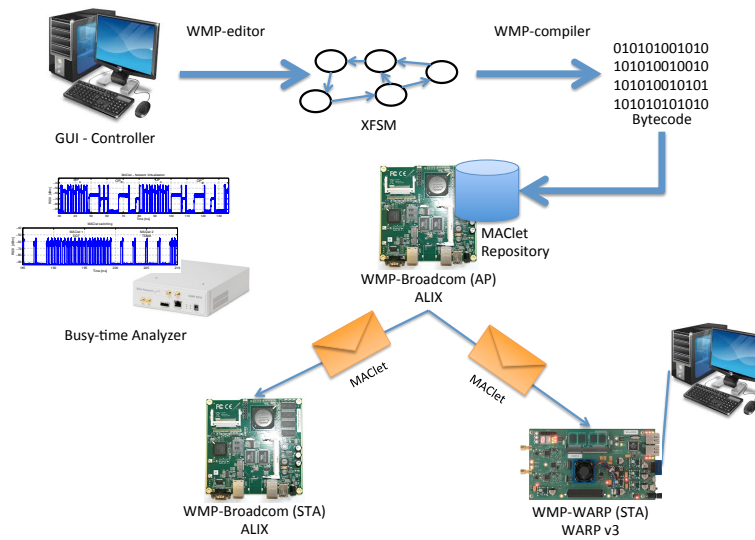 WMP-editor
WMP-compiler
010101001010
101010010010
101010010101
101010101010
Bytecode
XFSM
GUI - Controller
MAClet
Repository
WMP-Broadcom (AP)
ALIX
Busy-time Analyzer
MAClet
MAClet
WMP-Broadcom (STA)
ALIX
WMP-WARP (STA)
WARP v3